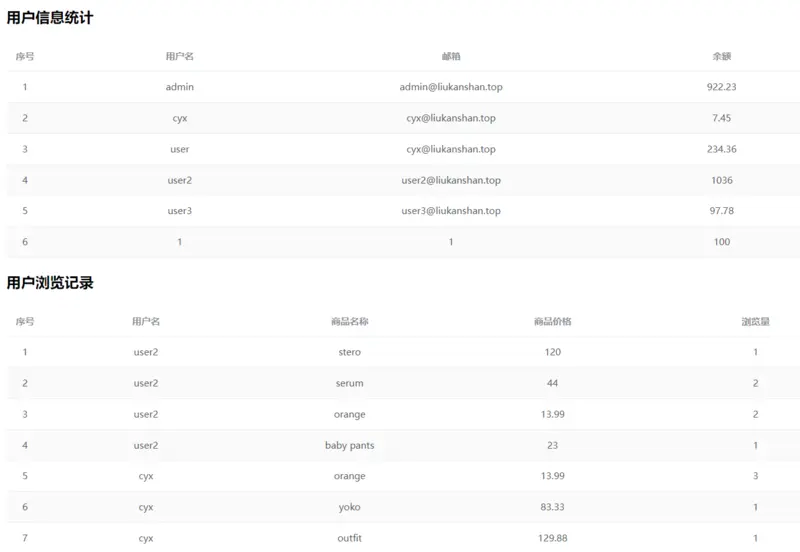 用户信息统计
序号 用户名 邮箱 余额
1 admin admin@liukanshan.top 922.23
2 cyx cyx@liukanshan.top 7.45
3 user cyx@liukanshan.top 234.36
4 user2 user2@liukanshan.top 1036
5 user3 user3@liukanshan.top 97.78
6 1 1 100
用户浏览记录
序号 用户名 商品名称 商品价格 浏览量
1 user2 stero 120 1
2 user2 serum 44 2
3 user2 orange 13.99 2
4 user2 baby pants 23 1
5 cyx orange 13.99 3
6 cyx yoko 83.33 1
7 cyx outfit 129.88 1